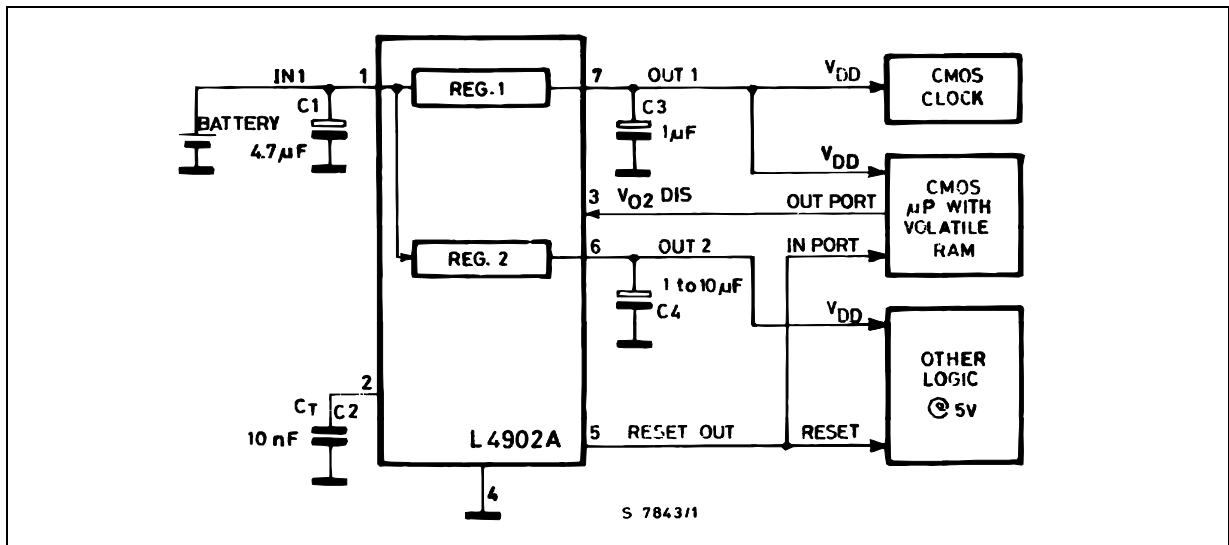 IN1
1
REG. 1
7
OUT 1
VDD
CMOS
CLOCK
C1
BATTERY
4.7µF
C3
1µF
VDD
3
VO2 DIS
OUT PORT
CMOS
µP WITH
VOLATILE
RAM
IN PORT
REG. 2
6
OUT 2
1 to 10µF
C4
VDD
OTHER
LOGIC
@ 5V
2
CT
C2
10 nF
L4902A
5
RESET OUT
RESET
4
S 7843/1